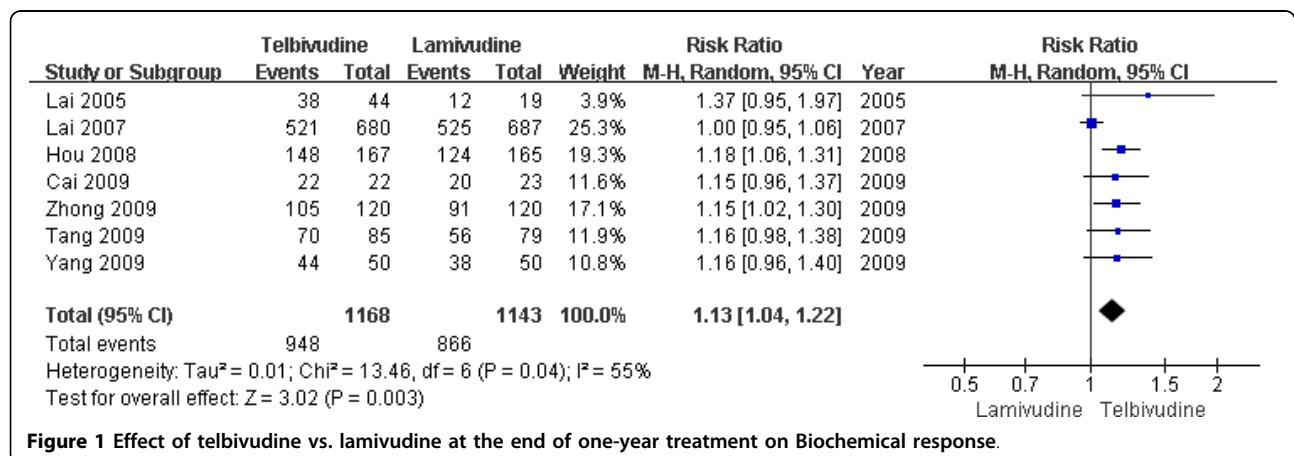 Telbivudine Lamivudine Risk Ratio Risk Ratio
Study or Subgroup Events Total Events Total Weight M-H, Random, 95% CI Year M-H, Random, 95% CI
Lai 2005 38 44 12 19 3.9% 1.37 [0.95, 1.97] 2005
Lai 2007 521 680 525 687 25.3% 1.00 [0.95, 1.06] 2007
Hou 2008 148 167 124 165 19.3% 1.18 [1.06, 1.31] 2008
Cai 2009 22 22 20 23 11.6% 1.15 [0.96, 1.37] 2009
Zhong 2009 105 120 91 120 17.1% 1.15 [1.02, 1.30] 2009
Tang 2009 70 85 56 79 11.9% 1.16 [0.98, 1.38] 2009
Yang 2009 44 50 38 50 10.8% 1.16 [0.96, 1.40] 2009
Total (95% CI) 1168 1143 100.0% 1.13 [1.04, 1.22]
Total events 948 866
Heterogeneity: Tau² = 0.01; Chi² = 13.46, df = 6 (P = 0.04); I² = 55%
Test for overall effect: Z = 3.02 (P = 0.003)
0.5 0.7 1 1.5 2
Lamivudine Telbivudine
Figure 1 Effect of telbivudine vs. lamivudine at the end of one-year treatment on Biochemical response.